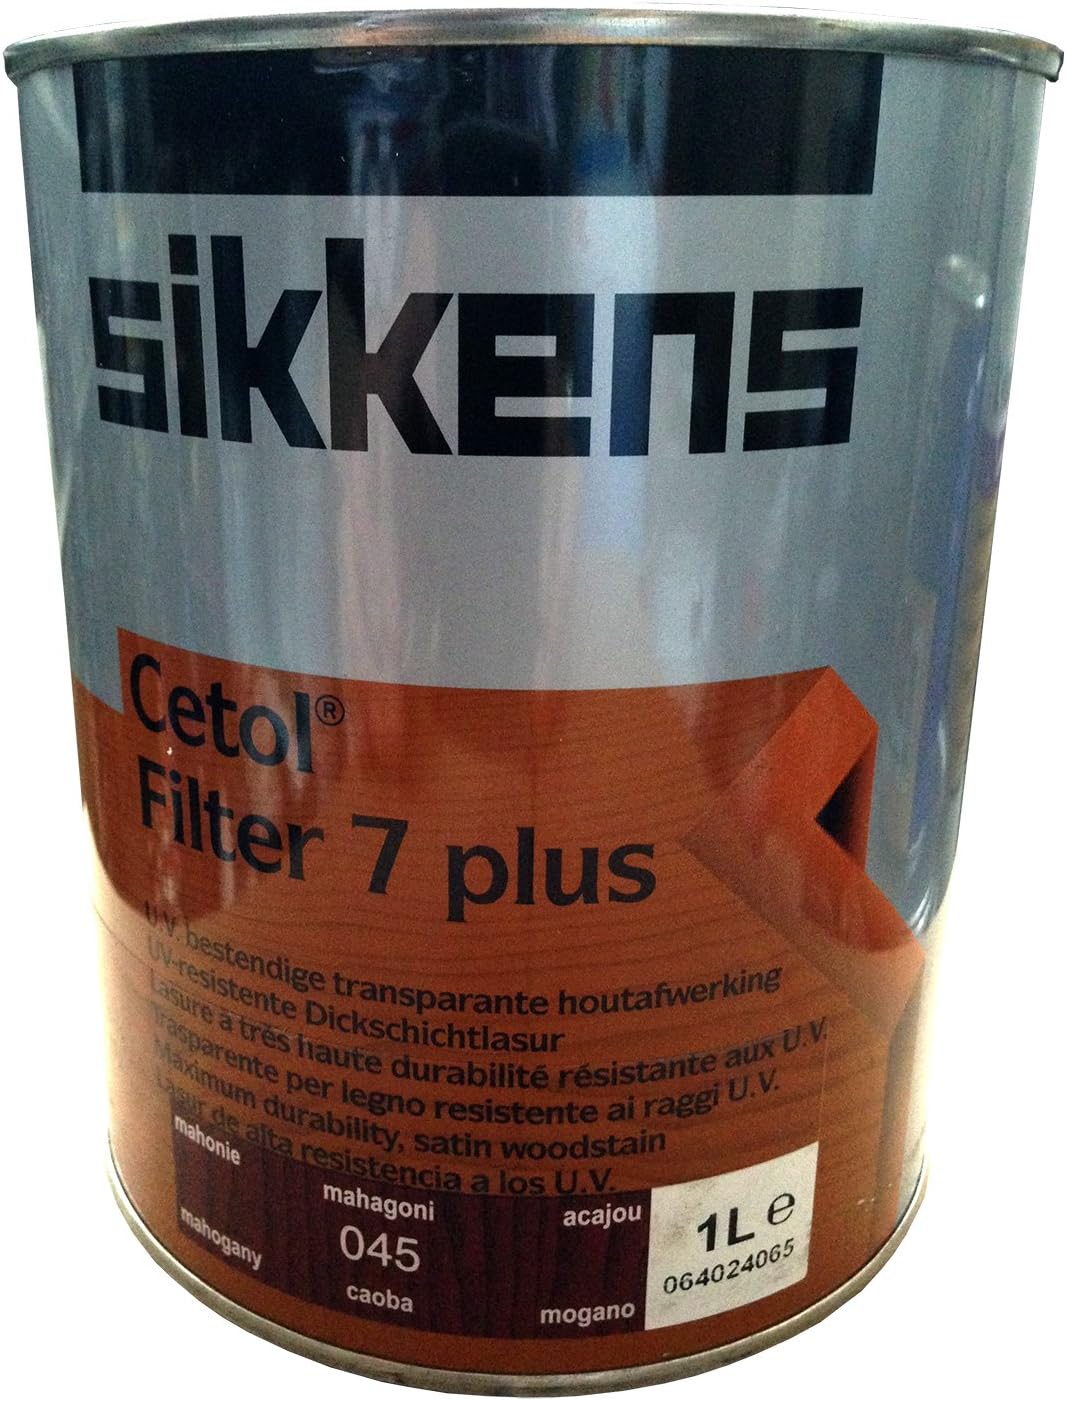 sikkens
Cetol®
Filter 7 plus
U.V. bestendige transparante houtafwerking
UV-resistente Dickschichtlasur
Lasure à très haute durabilité résistante aux U.V.
Trasparente per legno resistente ai raggi U.V.
Maximum durability, satin woodstain
Lasur de alta resistencia a los U.V.
mahonie
mahagoni
acajou
045
mahogany
caoba
mogano
1L e
064024065